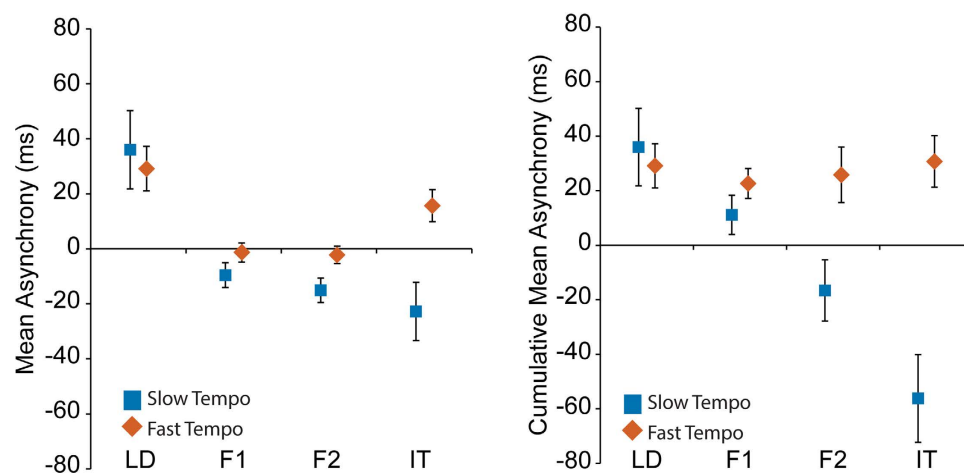 Mean Asynchrony (ms)
80
60
40
20
0
-20
-40
-60
-80
Slow Tempo
Fast Tempo
LD F1 F2 IT
Cumulative Mean Asynchrony (ms)
80
60
40
20
0
-20
-40
-60
-80
Slow Tempo
Fast Tempo
LD F1 F2 IT